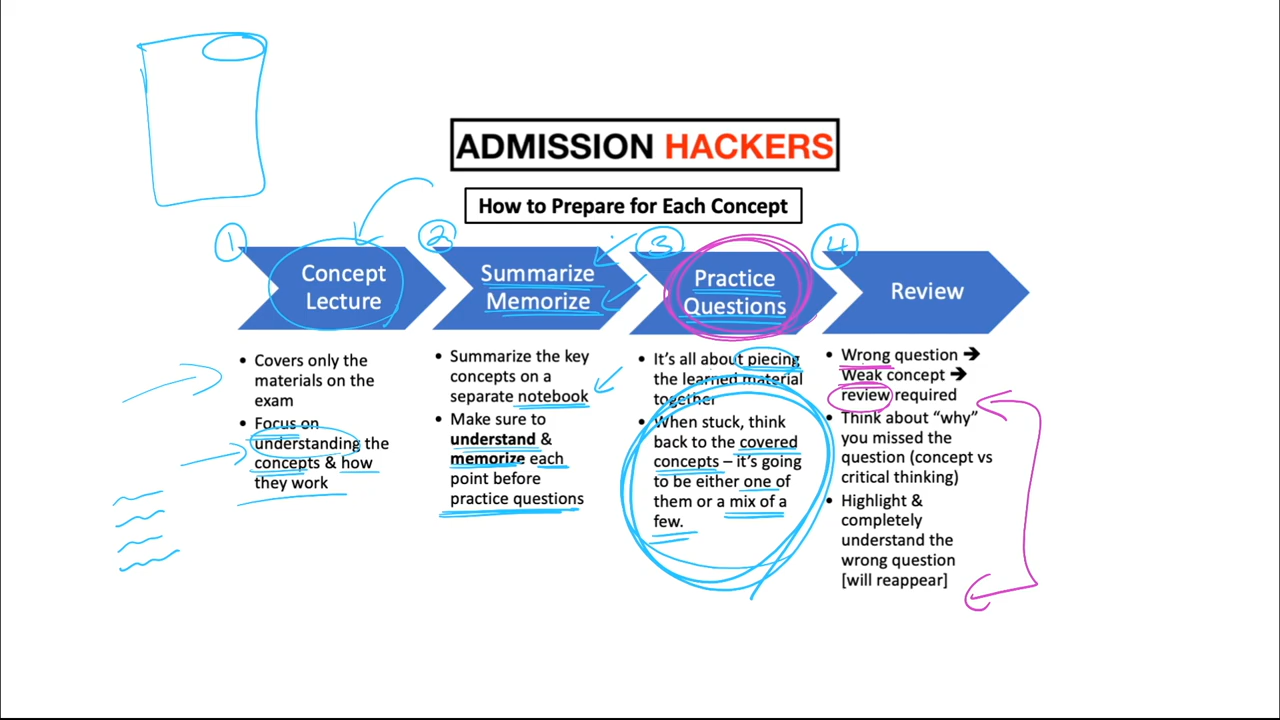 ADMISSION HACKERS
How to Prepare for Each Concept
1
Concept
Lecture
• Covers only the
materials on the
exam
• Focus on
understanding the
concepts & how
they work
2
Summarize
Memorize
• Summarize the key
concepts on a
separate notebook
• Make sure to
understand &
memorize each
point before
practice questions
3
Practice
Questions
• It's all about piecing
the learned material
together
• When stuck, think
back to the covered
concepts – it's going
to be either one of
them or a mix of a
few.
4
Review
• Wrong question →
Weak concept →
review required
• Think about “why”
you missed the
question (concept vs
critical thinking)
• Highlight &
completely
understand the
wrong question
[will reappear]